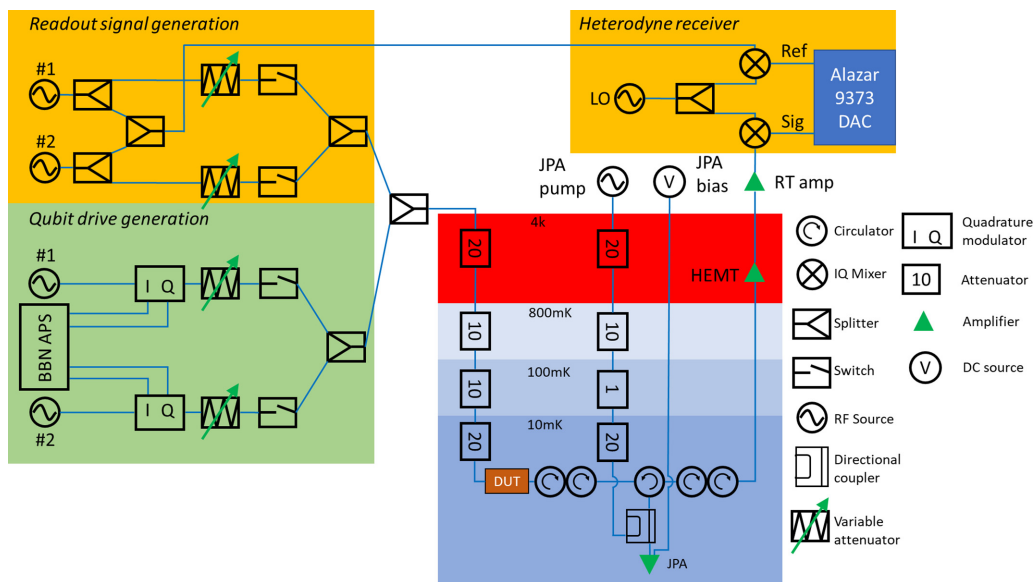 Readout signal generation
#1
#2
Qubit drive generation
#1
I Q
BBN APS
I Q
#2
Heterodyne receiver
LO
Ref
Sig
Alazar
9373
DAC
JPA
pump
V
JPA
bias
RT amp
4k
20
20
HEMT
800mK
10
10
100mK
10
1
10mK
20
20
DUT
JPA
Circulator
IQ Mixer
Splitter
Switch
RF Source
Directional
coupler
Variable
attenuator
I Q
Quadrature
modulator
10
Attenuator
Amplifier
V
DC source